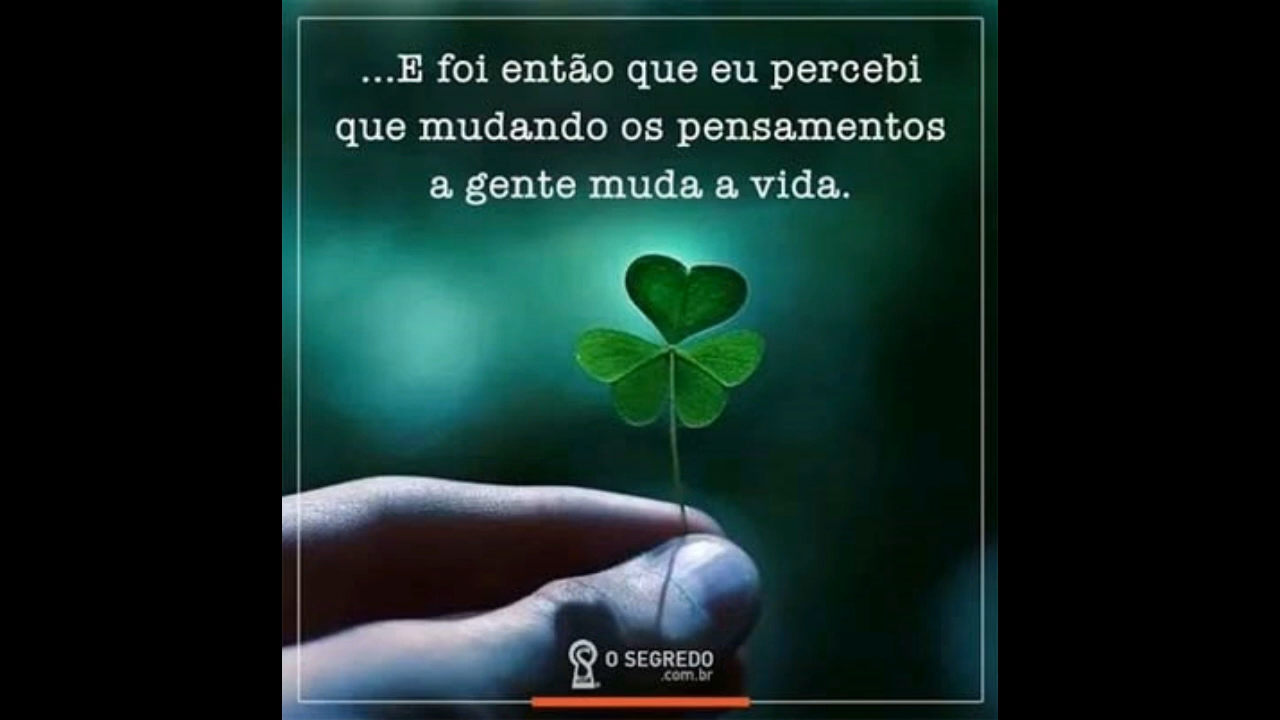 ...E foi então que eu percebi
que mudando os pensamentos
a gente muda a vida.
O SEGREDO
.com.br